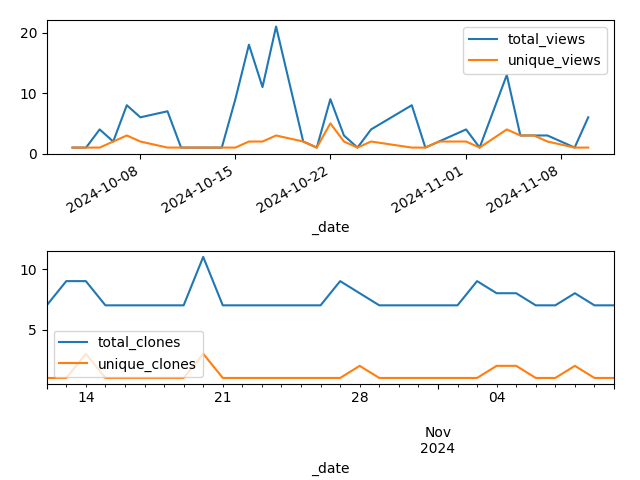 20
10
0
total_views
unique_views
2024-10-08
2024-10-15
2024-10-22
2024-11-01
2024-11-08
_date
10
5
total_clones
unique_clones
14
21
28
04
Nov
2024
_date